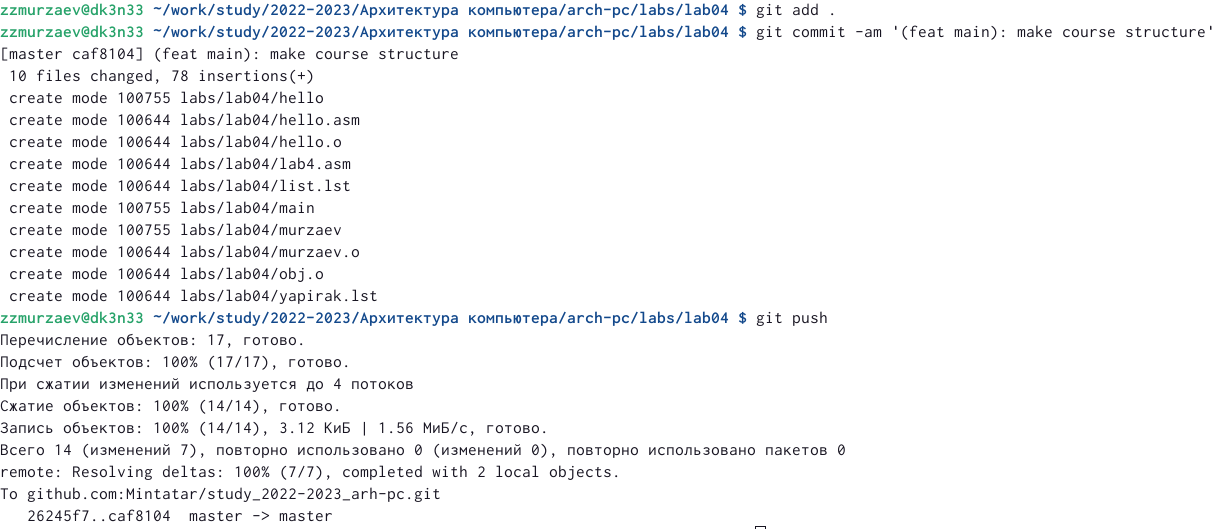 zzmurzaev@dk3n33 ~/work/study/2022-2023/Архитектура компьютера/arch-pc/labs/lab04 $ git add .
zzmurzaev@dk3n33 ~/work/study/2022-2023/Архитектура компьютера/arch-pc/labs/lab04 $ git commit -am '(feat main): make course structure'
[master caf8104] (feat main): make course structure
 10 files changed, 78 insertions(+)
 create mode 100755 labs/lab04/hello
 create mode 100644 labs/lab04/hello.asm
 create mode 100644 labs/lab04/hello.o
 create mode 100644 labs/lab04/lab4.asm
 create mode 100644 labs/lab04/list.lst
 create mode 100755 labs/lab04/main
 create mode 100755 labs/lab04/murzaev
 create mode 100644 labs/lab04/murzaev.o
 create mode 100644 labs/lab04/obj.o
 create mode 100644 labs/lab04/yapirak.lst
zzmurzaev@dk3n33 ~/work/study/2022-2023/Архитектура компьютера/arch-pc/labs/lab04 $ git push
Перечисление объектов: 17, готово.
Подсчет объектов: 100% (17/17), готово.
При сжатии изменений используется до 4 потоков
Сжатие объектов: 100% (14/14), готово.
Запись объектов: 100% (14/14), 3.12 КиБ | 1.56 МиБ/с, готово.
Всего 14 (изменений 7), повторно использовано 0 (изменений 0), повторно использовано пакетов 0
remote: Resolving deltas: 100% (7/7), completed with 2 local objects.
To github.com:Mintatar/study_2022-2023_arh-pc.git
   26245f7..caf8104  master -> master